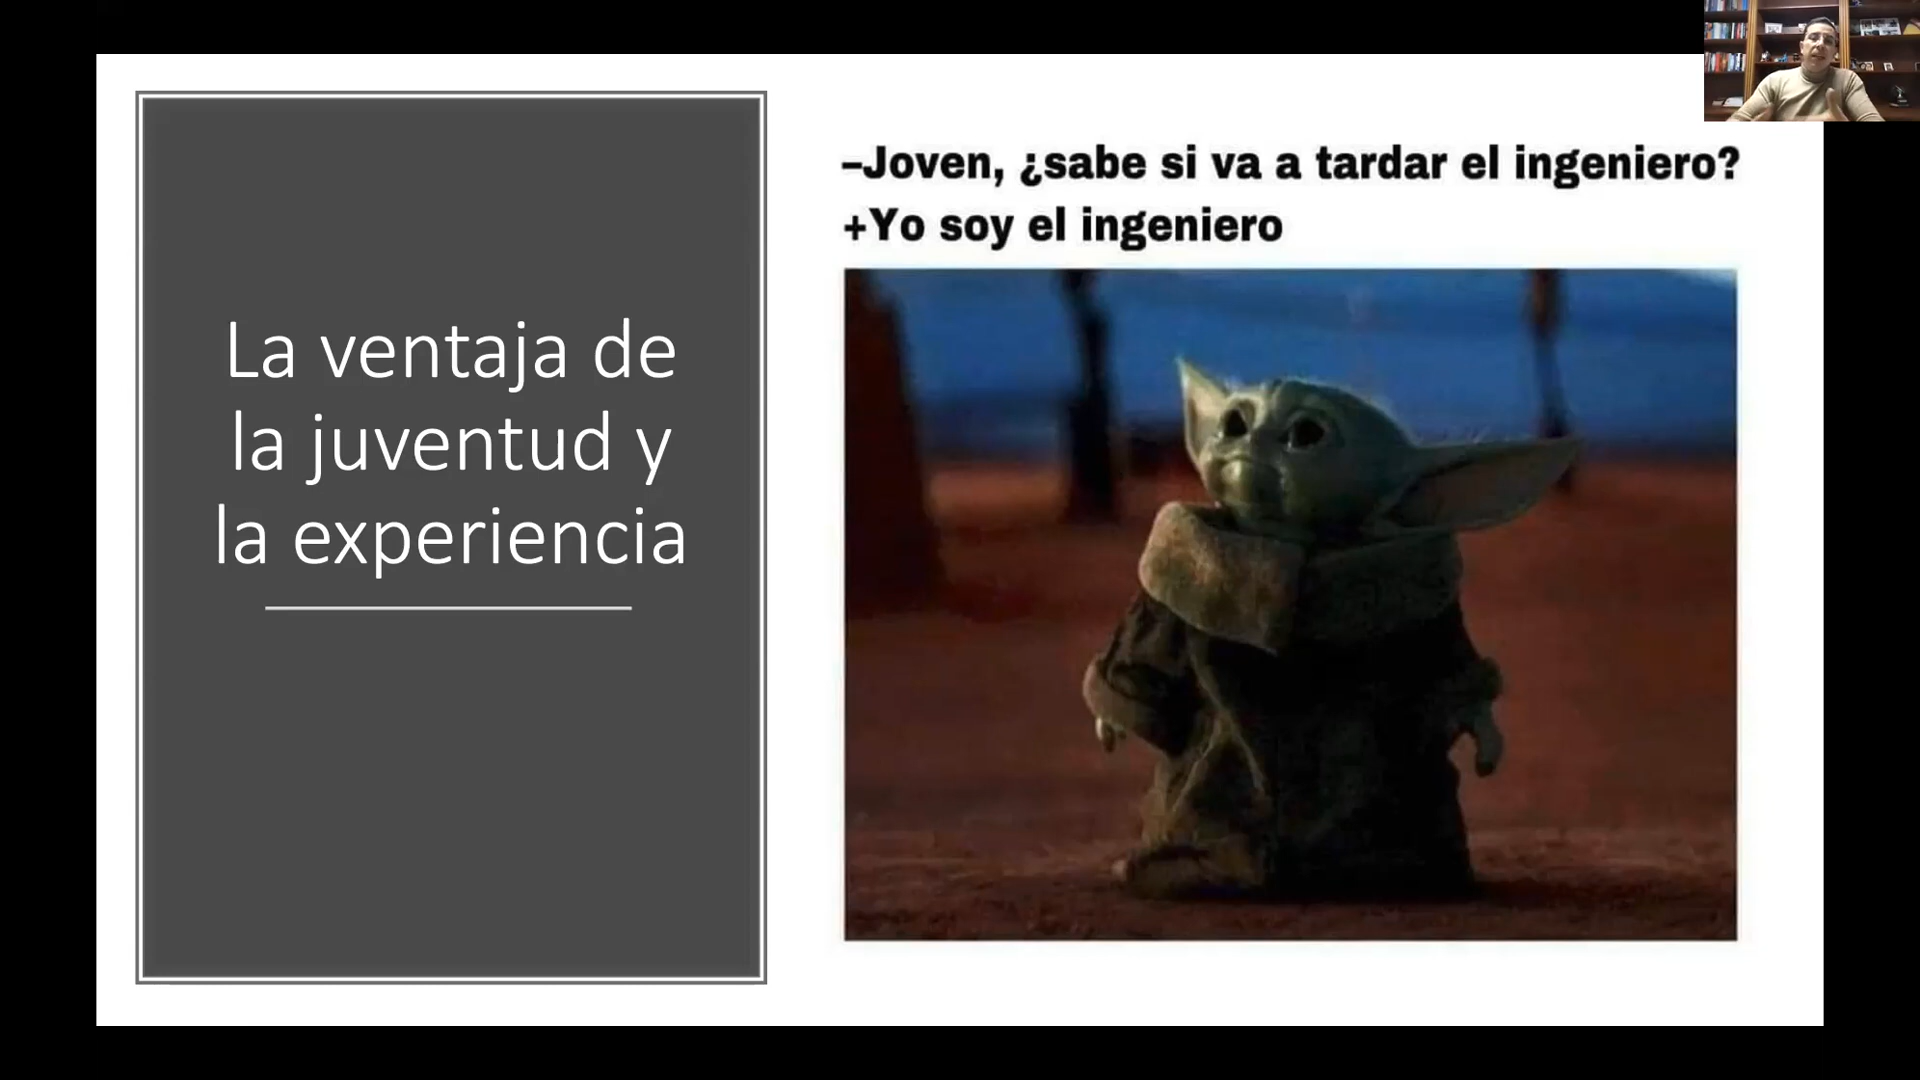 La ventaja de
la juventud y
la experiencia
–Joven, ¿sabe si va a tardar el ingeniero?
+Yo soy el ingeniero